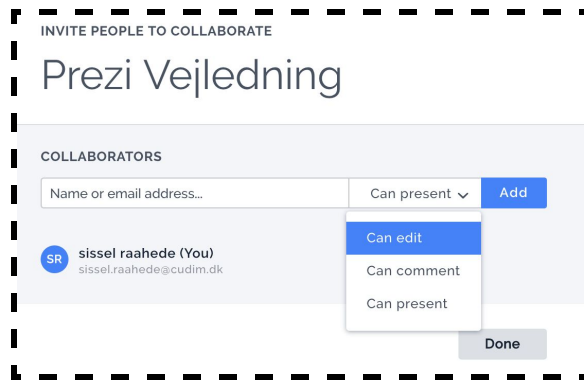 INVITE PEOPLE TO COLLABORATE
Prezi Vejledning
COLLABORATORS
Name or email address... Can present Add
Can edit
SR sissel raahede (You)
sissel.raahede@cudim.dk
Can comment
Can present
Done